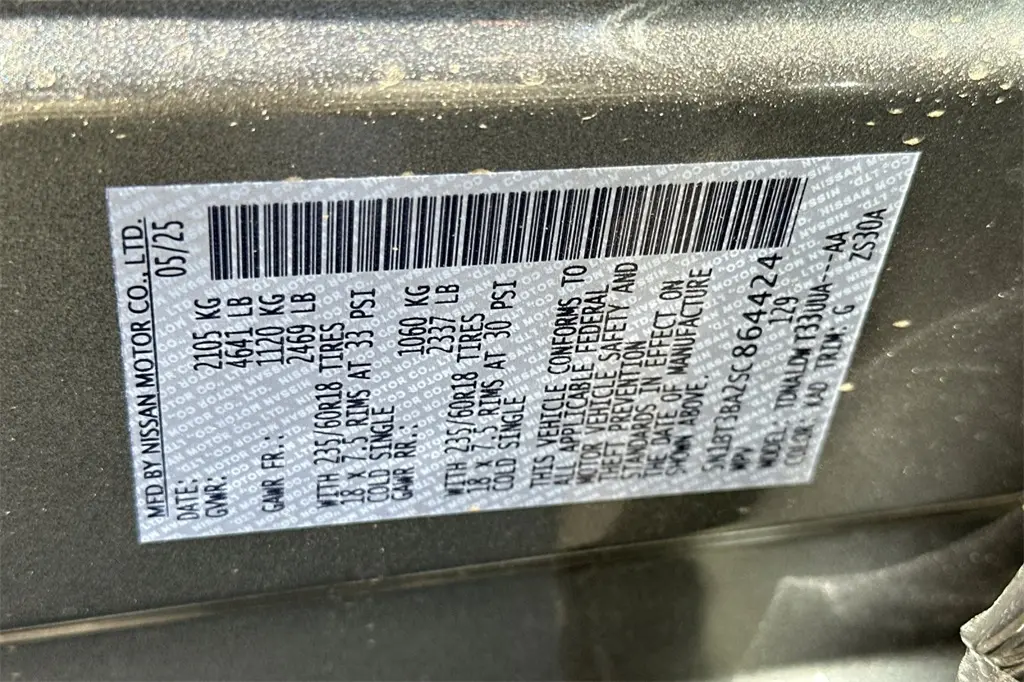 MFD BY NISSAN MOTOR CO., LTD.
DATE: 05/25
GVWR: 2105 KG
4641 LB
GAWR FR.: 1120 KG
2469 LB
WITH 235/60R18 TIRES
18 X 7.5 RIMS AT 33 PSI
COLD SINGLE
GAWR RR.: 1060 KG
2337 LB
WITH 235/60R18 TIRES
18 X 7.5 RIMS AT 30 PSI
COLD SINGLE
THIS VEHICLE CONFORMS TO
ALL APPLICABLE FEDERAL
MOTOR VEHICLE SAFETY AND
THEFT PREVENTION
STANDARDS IN EFFECT ON
THE DATE OF MANUFACTURE
SHOWN ABOVE.
5N1BT3BA2SC864424
MPV 129
MODEL: TDNALDWT33UUA---AA
COLOR: KAD TRIM: G ZS30A